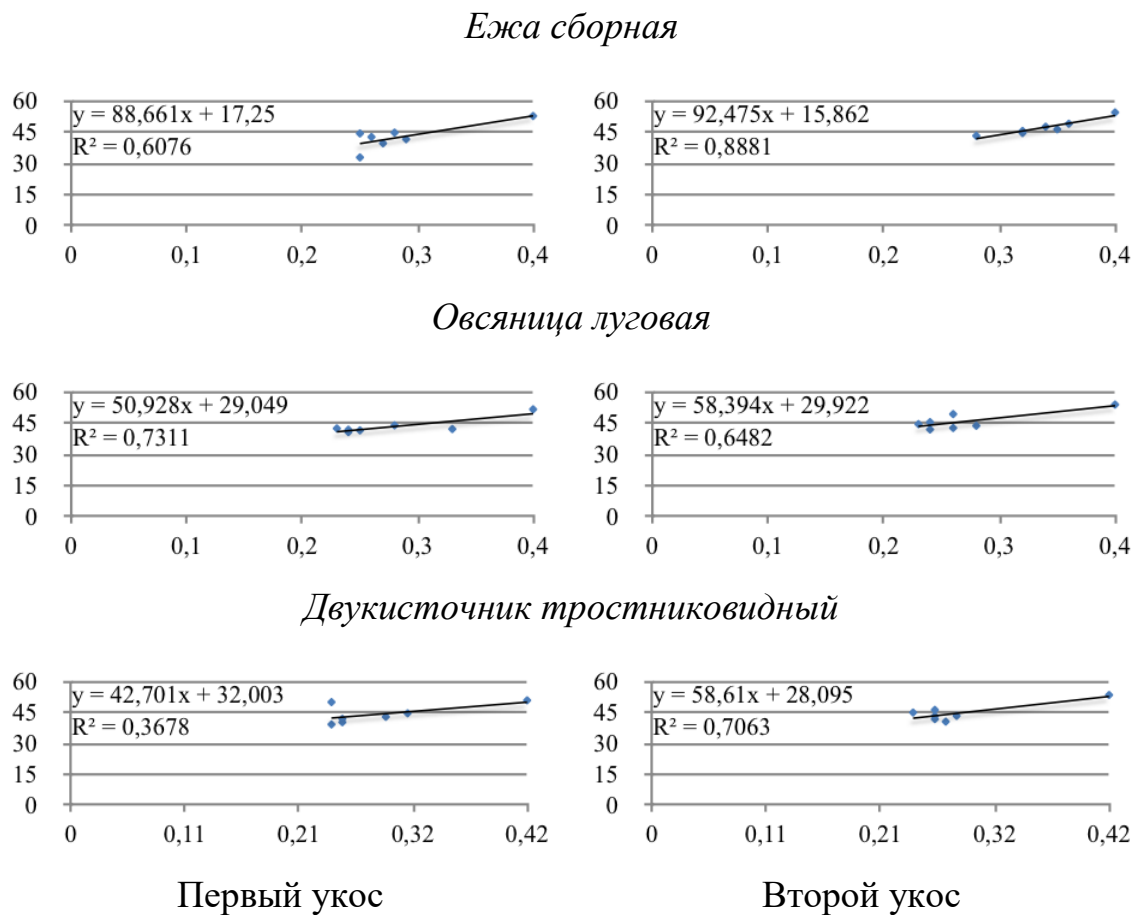 Ежа сборная
60
45
30
15
0
y = 88,661x + 17,25
R² = 0,6076
0 0,1 0,2 0,3 0,4
60
45
30
15
0
y = 92,475x + 15,862
R² = 0,8881
0 0,1 0,2 0,3 0,4
Овсяница луговая
60
45
30
15
0
y = 50,928x + 29,049
R² = 0,7311
0 0,1 0,2 0,3 0,4
60
45
30
15
0
y = 58,394x + 29,922
R² = 0,6482
0 0,1 0,2 0,3 0,4
Двукисточник тростниковидный
60
45
30
15
0
y = 42,701x + 32,003
R² = 0,3678
0 0,11 0,21 0,32 0,42
60
45
30
15
0
y = 58,61x + 28,095
R² = 0,7063
0 0,11 0,21 0,32 0,42
Первый укос
Второй укос